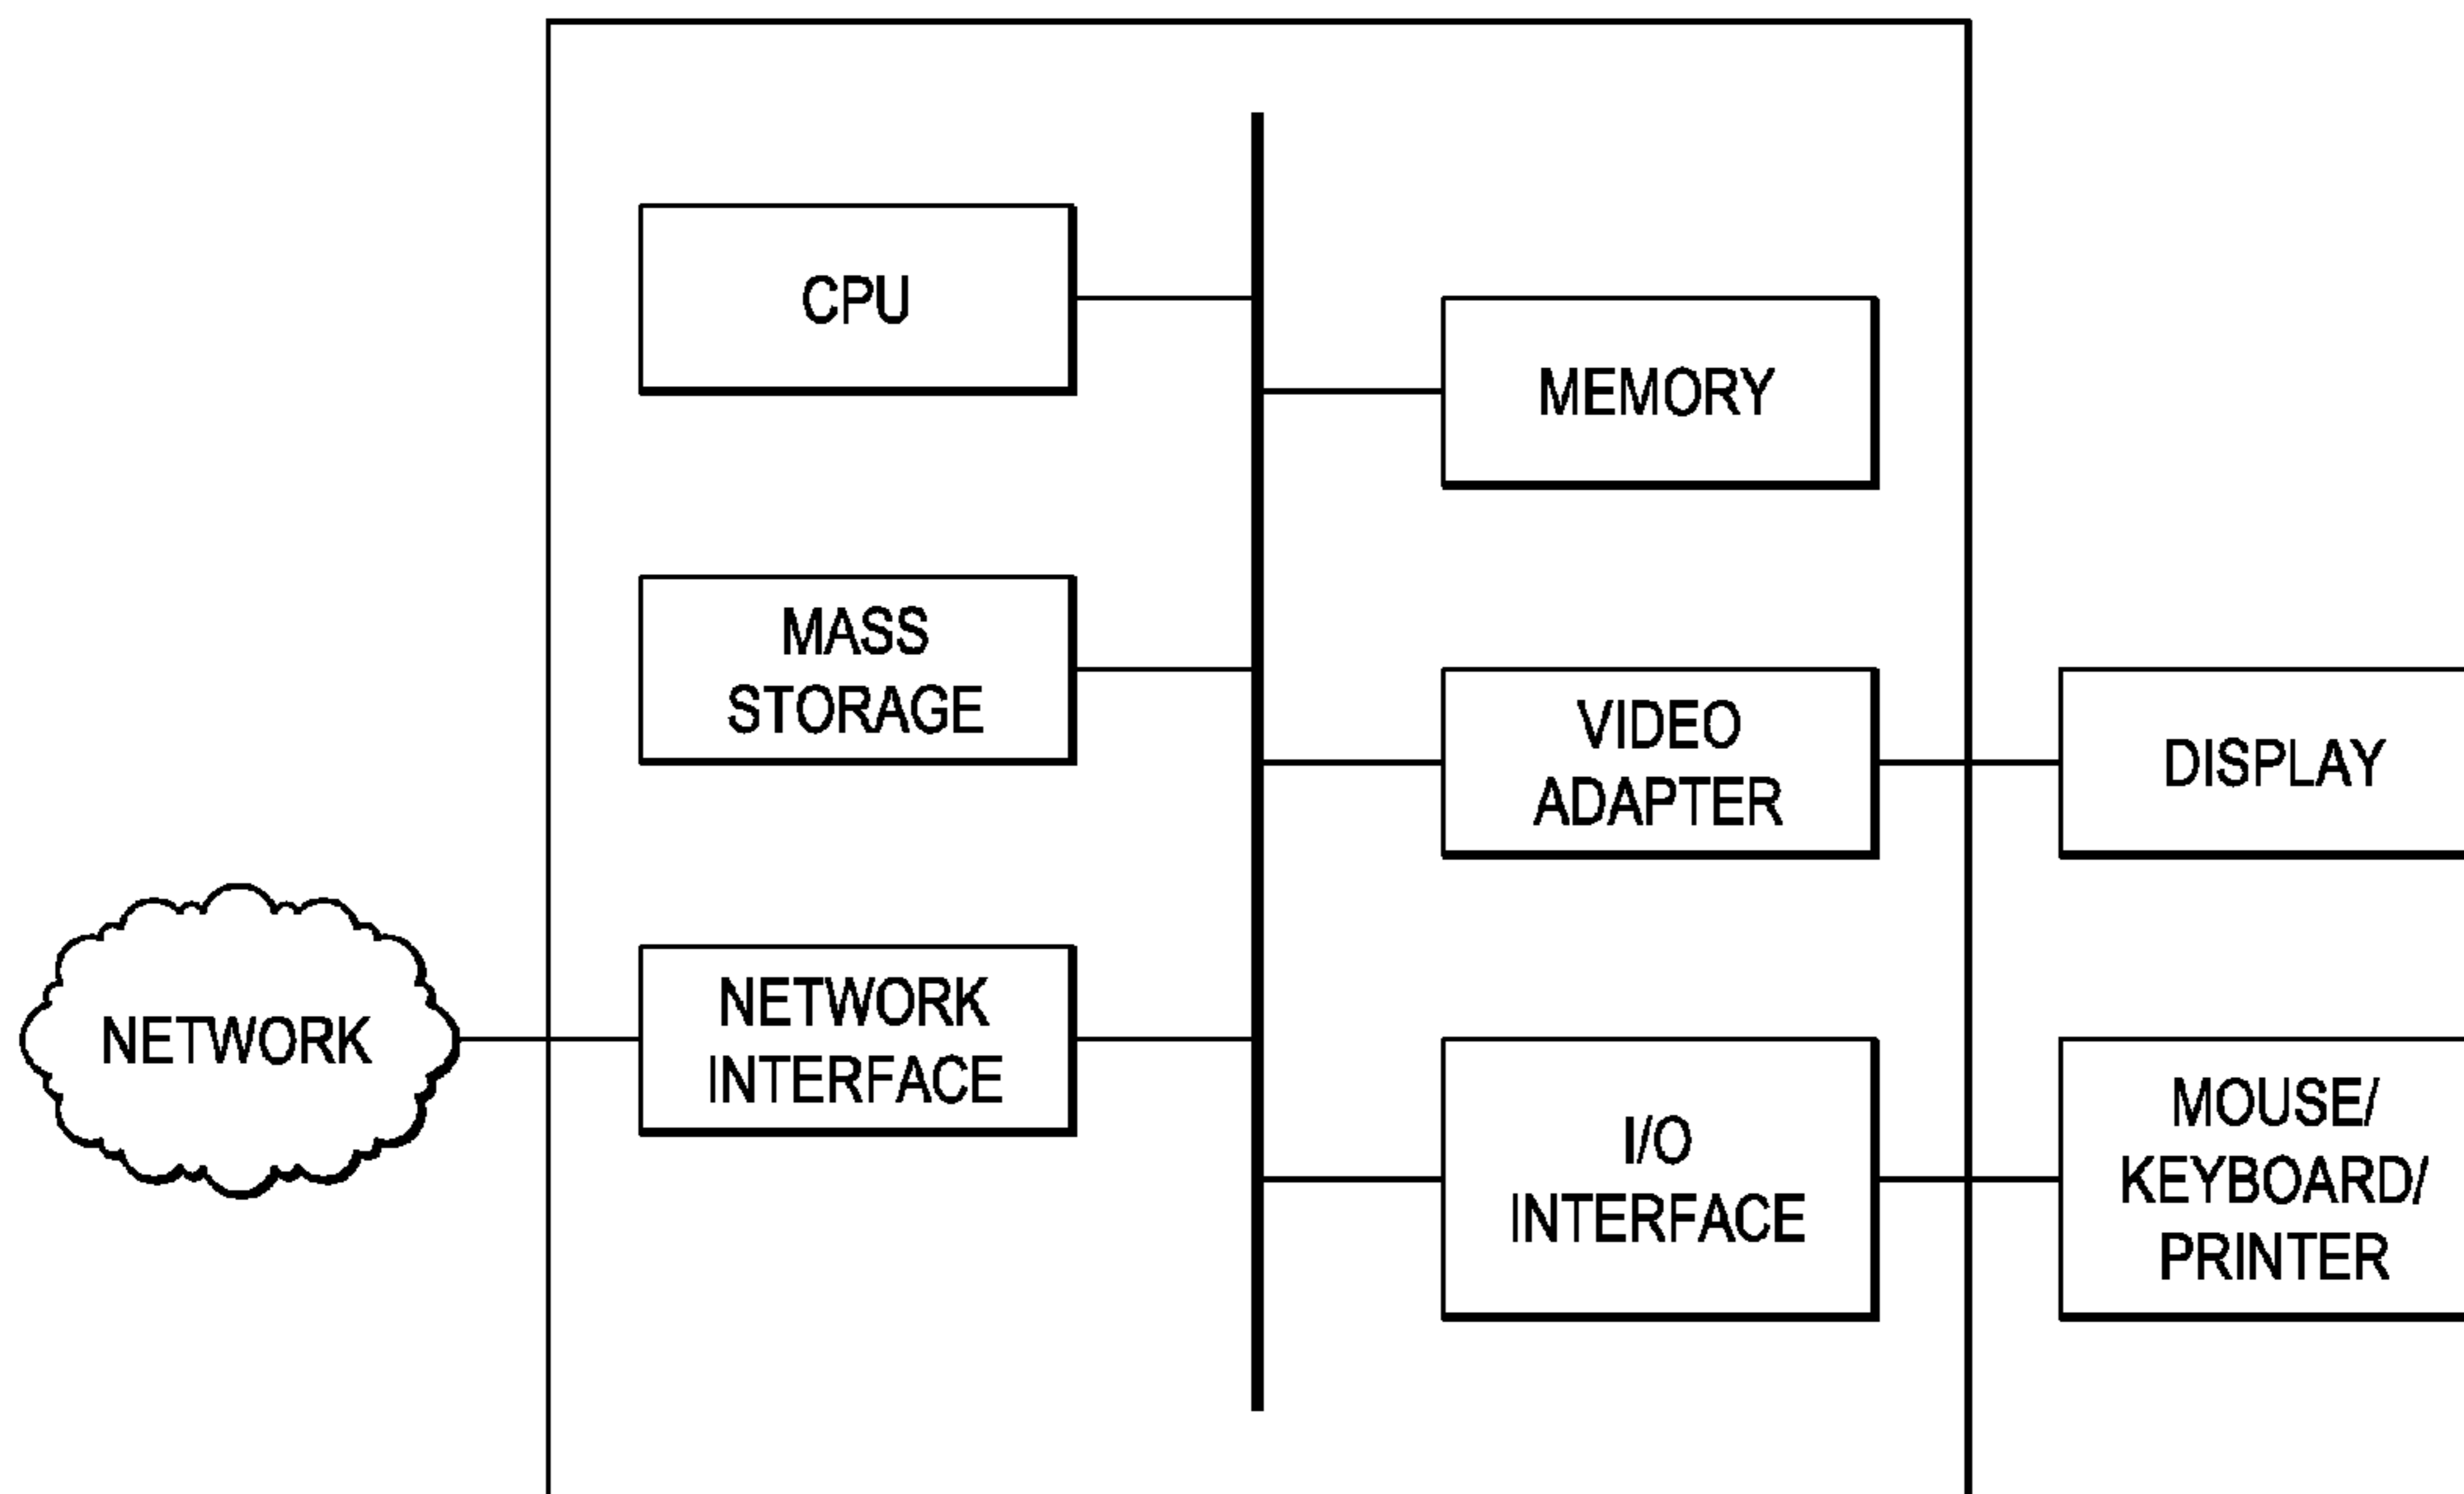 CPU
MEMORY
MASS
STORAGE
VIDEO
ADAPTER
DISPLAY
NETWORK
NETWORK
INTERFACE
I/O
INTERFACE
MOUSE/
KEYBOARD/
PRINTER